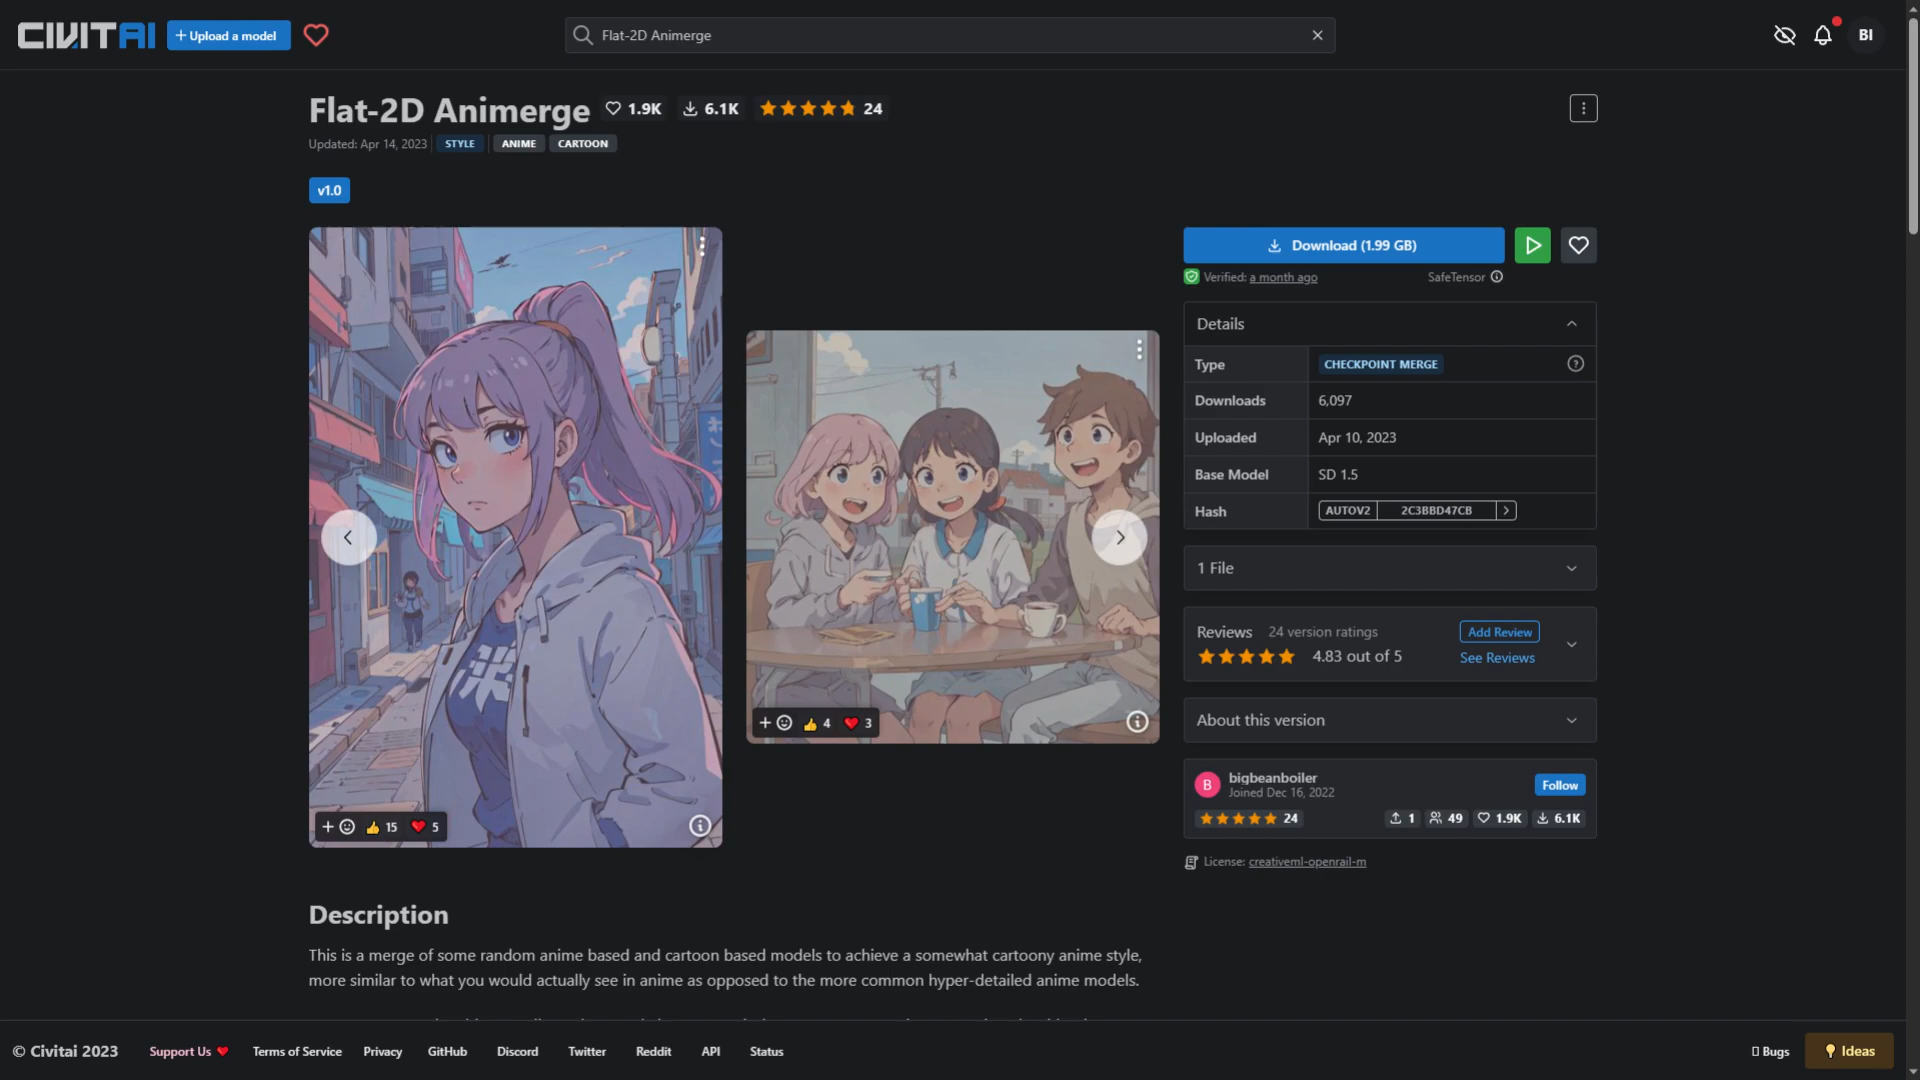 CIVITAI
+ Upload a model
Flat-2D Animerge
BI
Flat-2D Animerge 1.9K 6.1K 24
Updated: Apr 14, 2023 STYLE ANIME CARTOON
v1.0
Download (1.99 GB)
Verified: a month ago SafeTensor
Details
Type CHECKPOINT MERGE
Downloads 6,097
Uploaded Apr 10, 2023
Base Model SD 1.5
Hash AUTOV2 2C3BBD47CB
1 File
Reviews 24 version ratings Add Review
4.83 out of 5 See Reviews
About this version
B bigbeanboiler Follow
Joined Dec 16, 2022
24 1 49 1.9K 6.1K
License: creativeml-openrail-m
+ 4 3
+ 15 5
Description
This is a merge of some random anime based and cartoon based models to achieve a somewhat cartoony anime style,
more similar to what you would actually see in anime as opposed to the more common hyper-detailed anime models.
© Civitai 2023 Support Us Terms of Service Privacy GitHub Discord Twitter Reddit API Status Bugs Ideas